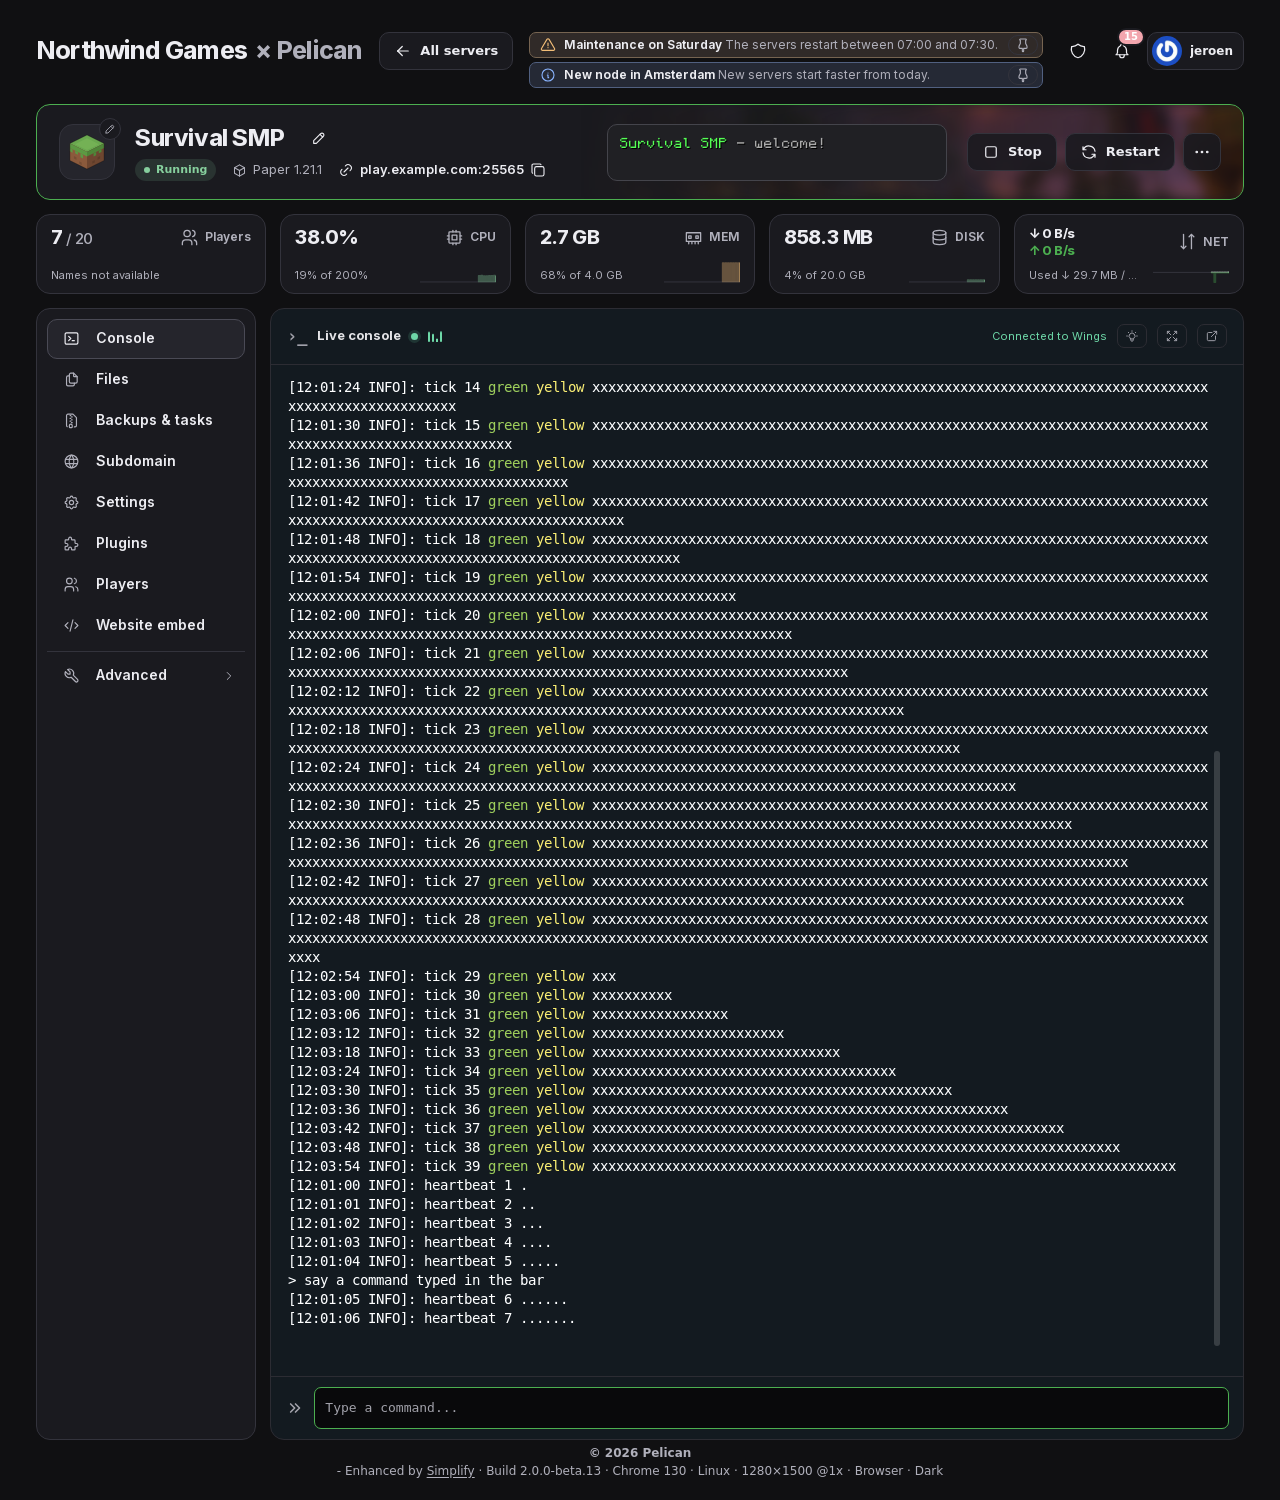 Northwind Games × Pelican
All servers
Maintenance on Saturday The servers restart between 07:00 and 07:30.
New node in Amsterdam New servers start faster from today.
15
jeroen
Survival SMP
Running
Paper 1.21.1
play.example.com:25565
Survival SMP — welcome!
Stop
Restart
7 / 20
Players
Names not available
38.0%
CPU
19% of 200%
2.7 GB
MEM
68% of 4.0 GB
858.3 MB
DISK
4% of 20.0 GB
↓ 0 B/s
↑ 0 B/s
NET
Used ↓ 29.7 MB / ...
Console
Files
Backups & tasks
Subdomain
Settings
Plugins
Players
Website embed
Advanced
Live console
Connected to Wings
[12:01:24 INFO]: tick 14 green yellow xxxxxxxxxxxxxxxxxxxxxxxxxxxxxxxxxxxxxxxxxxxxxxxxxxxxxxxxxxxxxxxxxxxxxxxxxxxxx
xxxxxxxxxxxxxxxxxxxxx
[12:01:30 INFO]: tick 15 green yellow xxxxxxxxxxxxxxxxxxxxxxxxxxxxxxxxxxxxxxxxxxxxxxxxxxxxxxxxxxxxxxxxxxxxxxxxxxxxx
xxxxxxxxxxxxxxxxxxxxxxxxxxxx
[12:01:36 INFO]: tick 16 green yellow xxxxxxxxxxxxxxxxxxxxxxxxxxxxxxxxxxxxxxxxxxxxxxxxxxxxxxxxxxxxxxxxxxxxxxxxxxxxx
xxxxxxxxxxxxxxxxxxxxxxxxxxxxxxxxxxx
[12:01:42 INFO]: tick 17 green yellow xxxxxxxxxxxxxxxxxxxxxxxxxxxxxxxxxxxxxxxxxxxxxxxxxxxxxxxxxxxxxxxxxxxxxxxxxxxxx
xxxxxxxxxxxxxxxxxxxxxxxxxxxxxxxxxxxxxxxxxx
[12:01:48 INFO]: tick 18 green yellow xxxxxxxxxxxxxxxxxxxxxxxxxxxxxxxxxxxxxxxxxxxxxxxxxxxxxxxxxxxxxxxxxxxxxxxxxxxxx
xxxxxxxxxxxxxxxxxxxxxxxxxxxxxxxxxxxxxxxxxxxxxxxxx
[12:01:54 INFO]: tick 19 green yellow xxxxxxxxxxxxxxxxxxxxxxxxxxxxxxxxxxxxxxxxxxxxxxxxxxxxxxxxxxxxxxxxxxxxxxxxxxxxx
xxxxxxxxxxxxxxxxxxxxxxxxxxxxxxxxxxxxxxxxxxxxxxxxxxxxxxxx
[12:02:00 INFO]: tick 20 green yellow xxxxxxxxxxxxxxxxxxxxxxxxxxxxxxxxxxxxxxxxxxxxxxxxxxxxxxxxxxxxxxxxxxxxxxxxxxxxx
xxxxxxxxxxxxxxxxxxxxxxxxxxxxxxxxxxxxxxxxxxxxxxxxxxxxxxxxxxxxxxx
[12:02:06 INFO]: tick 21 green yellow xxxxxxxxxxxxxxxxxxxxxxxxxxxxxxxxxxxxxxxxxxxxxxxxxxxxxxxxxxxxxxxxxxxxxxxxxxxxx
xxxxxxxxxxxxxxxxxxxxxxxxxxxxxxxxxxxxxxxxxxxxxxxxxxxxxxxxxxxxxxxxxxxxxx
[12:02:12 INFO]: tick 22 green yellow xxxxxxxxxxxxxxxxxxxxxxxxxxxxxxxxxxxxxxxxxxxxxxxxxxxxxxxxxxxxxxxxxxxxxxxxxxxxx
xxxxxxxxxxxxxxxxxxxxxxxxxxxxxxxxxxxxxxxxxxxxxxxxxxxxxxxxxxxxxxxxxxxxxxxxxxxxx
[12:02:18 INFO]: tick 23 green yellow xxxxxxxxxxxxxxxxxxxxxxxxxxxxxxxxxxxxxxxxxxxxxxxxxxxxxxxxxxxxxxxxxxxxxxxxxxxxx
xxxxxxxxxxxxxxxxxxxxxxxxxxxxxxxxxxxxxxxxxxxxxxxxxxxxxxxxxxxxxxxxxxxxxxxxxxxxxxxxxxxx
[12:02:24 INFO]: tick 24 green yellow xxxxxxxxxxxxxxxxxxxxxxxxxxxxxxxxxxxxxxxxxxxxxxxxxxxxxxxxxxxxxxxxxxxxxxxxxxxxx
xxxxxxxxxxxxxxxxxxxxxxxxxxxxxxxxxxxxxxxxxxxxxxxxxxxxxxxxxxxxxxxxxxxxxxxxxxxxxxxxxxxxxxxxxxx
[12:02:30 INFO]: tick 25 green yellow xxxxxxxxxxxxxxxxxxxxxxxxxxxxxxxxxxxxxxxxxxxxxxxxxxxxxxxxxxxxxxxxxxxxxxxxxxxxx
xxxxxxxxxxxxxxxxxxxxxxxxxxxxxxxxxxxxxxxxxxxxxxxxxxxxxxxxxxxxxxxxxxxxxxxxxxxxxxxxxxxxxxxxxxxxxxxxxx
[12:02:36 INFO]: tick 26 green yellow xxxxxxxxxxxxxxxxxxxxxxxxxxxxxxxxxxxxxxxxxxxxxxxxxxxxxxxxxxxxxxxxxxxxxxxxxxxxx
xxxxxxxxxxxxxxxxxxxxxxxxxxxxxxxxxxxxxxxxxxxxxxxxxxxxxxxxxxxxxxxxxxxxxxxxxxxxxxxxxxxxxxxxxxxxxxxxxxxxxxxxx
[12:02:42 INFO]: tick 27 green yellow xxxxxxxxxxxxxxxxxxxxxxxxxxxxxxxxxxxxxxxxxxxxxxxxxxxxxxxxxxxxxxxxxxxxxxxxxxxxx
xxxxxxxxxxxxxxxxxxxxxxxxxxxxxxxxxxxxxxxxxxxxxxxxxxxxxxxxxxxxxxxxxxxxxxxxxxxxxxxxxxxxxxxxxxxxxxxxxxxxxxxxxxxxxxxx
[12:02:48 INFO]: tick 28 green yellow xxxxxxxxxxxxxxxxxxxxxxxxxxxxxxxxxxxxxxxxxxxxxxxxxxxxxxxxxxxxxxxxxxxxxxxxxxxxx
xxxxxxxxxxxxxxxxxxxxxxxxxxxxxxxxxxxxxxxxxxxxxxxxxxxxxxxxxxxxxxxxxxxxxxxxxxxxxxxxxxxxxxxxxxxxxxxxxxxxxxxxxxxxxxxxxxx
xxxx
[12:02:54 INFO]: tick 29 green yellow xxx
[12:03:00 INFO]: tick 30 green yellow xxxxxxxxxx
[12:03:06 INFO]: tick 31 green yellow xxxxxxxxxxxxxxxxx
[12:03:12 INFO]: tick 32 green yellow xxxxxxxxxxxxxxxxxxxxxxxx
[12:03:18 INFO]: tick 33 green yellow xxxxxxxxxxxxxxxxxxxxxxxxxxxxxxx
[12:03:24 INFO]: tick 34 green yellow xxxxxxxxxxxxxxxxxxxxxxxxxxxxxxxxxxxxxx
[12:03:30 INFO]: tick 35 green yellow xxxxxxxxxxxxxxxxxxxxxxxxxxxxxxxxxxxxxxxxxxxxx
[12:03:36 INFO]: tick 36 green yellow xxxxxxxxxxxxxxxxxxxxxxxxxxxxxxxxxxxxxxxxxxxxxxxxxxxx
[12:03:42 INFO]: tick 37 green yellow xxxxxxxxxxxxxxxxxxxxxxxxxxxxxxxxxxxxxxxxxxxxxxxxxxxxxxxxxxx
[12:03:48 INFO]: tick 38 green yellow xxxxxxxxxxxxxxxxxxxxxxxxxxxxxxxxxxxxxxxxxxxxxxxxxxxxxxxxxxxxxxxxxx
[12:03:54 INFO]: tick 39 green yellow xxxxxxxxxxxxxxxxxxxxxxxxxxxxxxxxxxxxxxxxxxxxxxxxxxxxxxxxxxxxxxxxxxxxxxxxx
[12:01:00 INFO]: heartbeat 1 .
[12:01:01 INFO]: heartbeat 2 ..
[12:01:02 INFO]: heartbeat 3 ...
[12:01:03 INFO]: heartbeat 4 ....
[12:01:04 INFO]: heartbeat 5 .....
> say a command typed in the bar
[12:01:05 INFO]: heartbeat 6 ......
[12:01:06 INFO]: heartbeat 7 .......
Type a command...
© 2026 Pelican
- Enhanced by Simplify · Build 2.0.0-beta.13 · Chrome 130 · Linux · 1280×1500 @1x · Browser · Dark